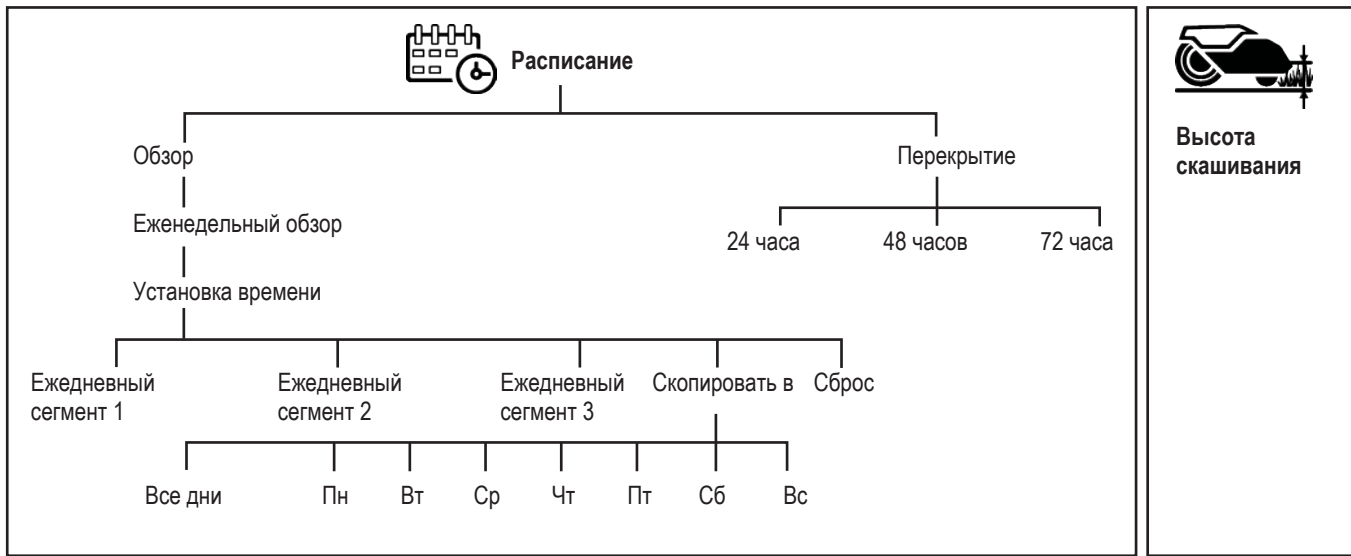 Расписание
Обзор
Перекрытие
Еженедельный обзор
24 часа
48 часов
72 часа
Установка времени
Ежедневный
сегмент 1
Ежедневный
сегмент 2
Ежедневный
сегмент 3
Скопировать в
Сброс
Все дни
Пн
Вт
Ср
Чт
Пт
Сб
Вс
Высота
скашивания